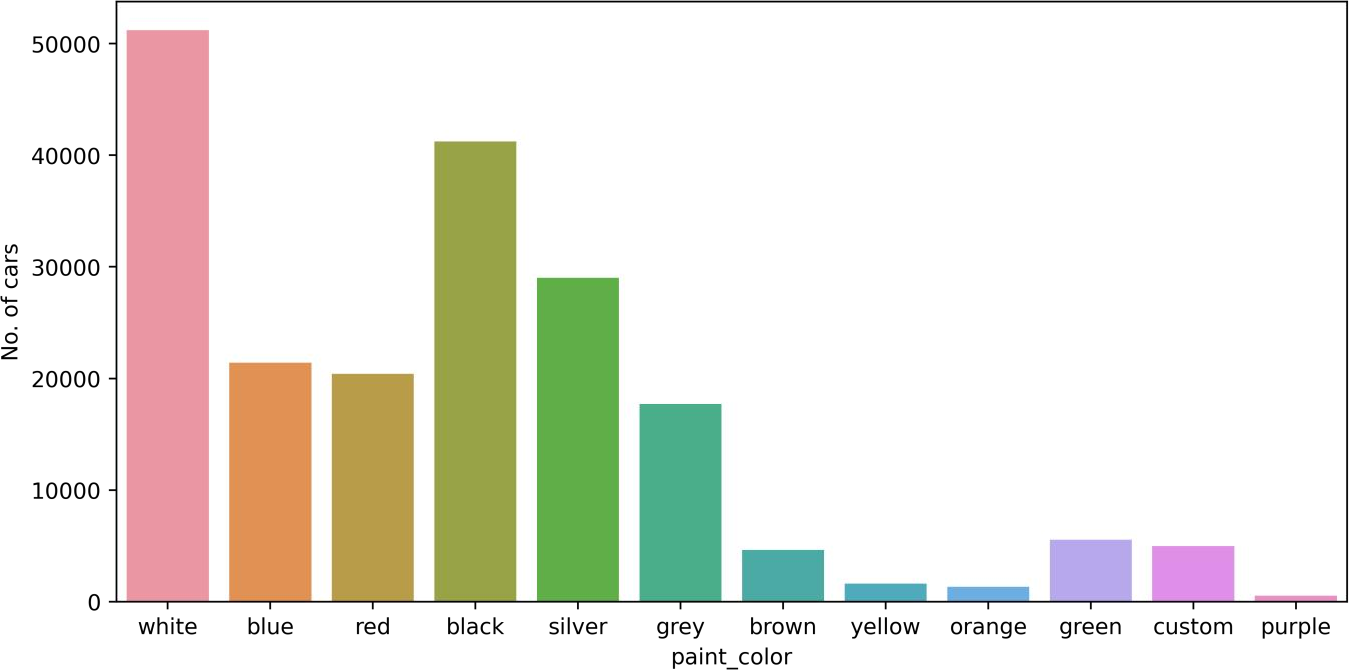 No. of cars
50000
40000
30000
20000
10000
0
white blue red black silver grey brown yellow orange green custom purple
paint_color